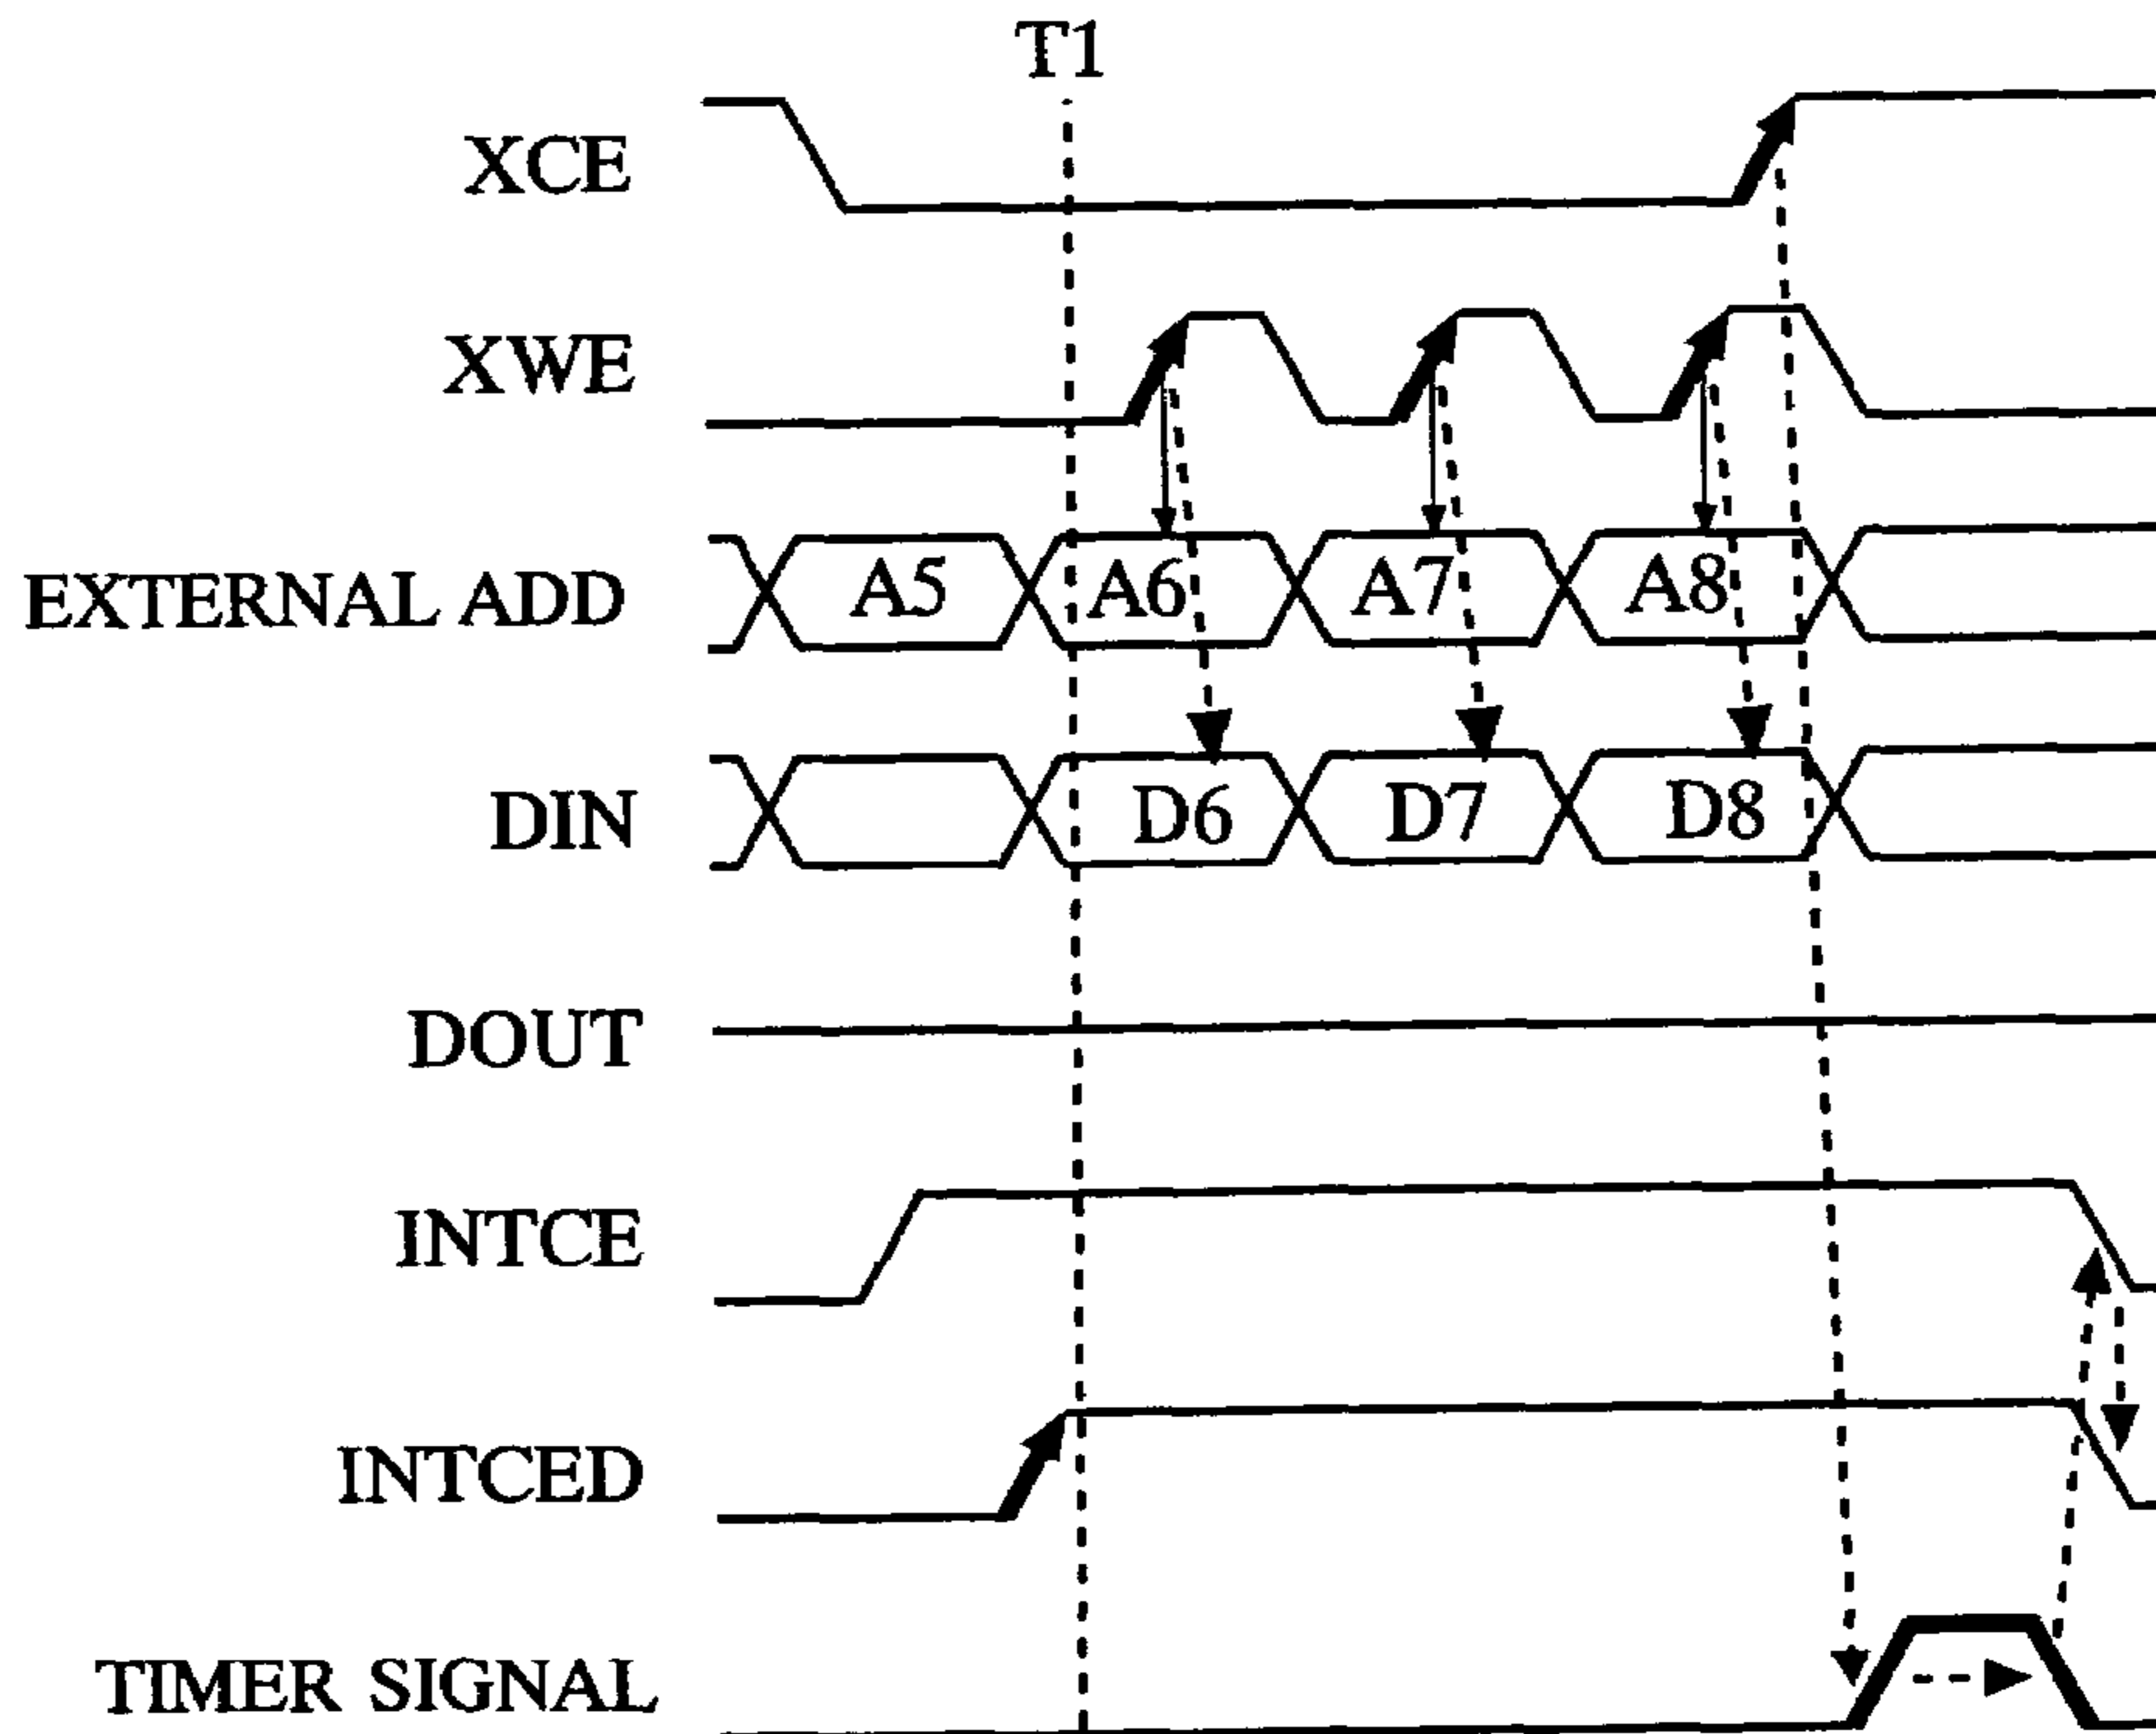 T1
XCE
XWE
EXTERNAL ADD A5 A6 A7 A8
DIN D6 D7 D8
DOUT
INTCE
INTCED
TIMER SIGNAL